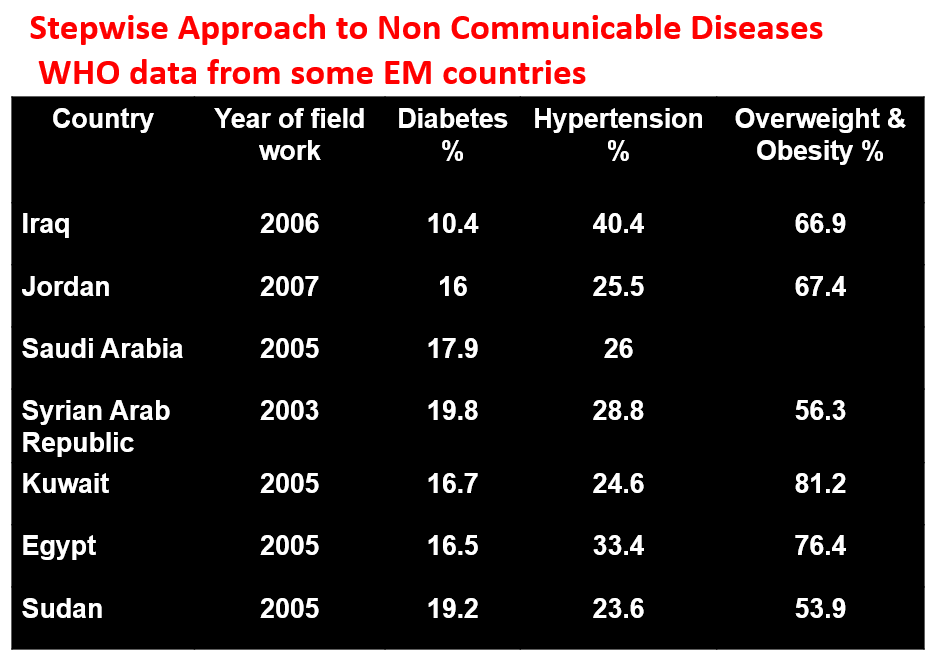 Stepwise Approach to Non Communicable Diseases
WHO data from some EM countries
Country Year of field work Diabetes % Hypertension % Overweight & Obesity %
Iraq 2006 10.4 40.4 66.9
Jordan 2007 16 25.5 67.4
Saudi Arabia 2005 17.9 26
Syrian Arab Republic 2003 19.8 28.8 56.3
Kuwait 2005 16.7 24.6 81.2
Egypt 2005 16.5 33.4 76.4
Sudan 2005 19.2 23.6 53.9